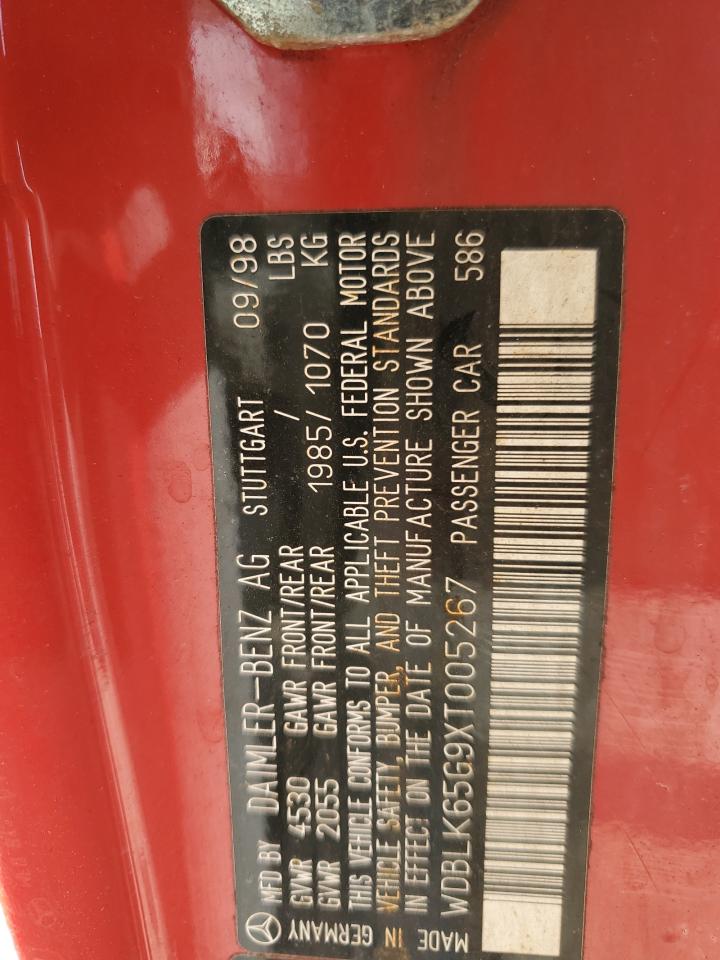 MFD BY DAIMLER-BENZ AG STUTTGART 09/98
GVWR 4530 GAWR FRONT/REAR / LBS
GVWR 2055 GAWR FRONT/REAR 1985/1070 KG
THIS VEHICLE CONFORMS TO ALL APPLICABLE U.S. FEDERAL MOTOR
VEHICLE SAFETY, BUMPER, AND THEFT PREVENTION STANDARDS
IN EFFECT ON THE DATE OF MANUFACTURE SHOWN ABOVE
WDBLK65G9XT005267 PASSENGER CAR 586
MADE IN GERMANY